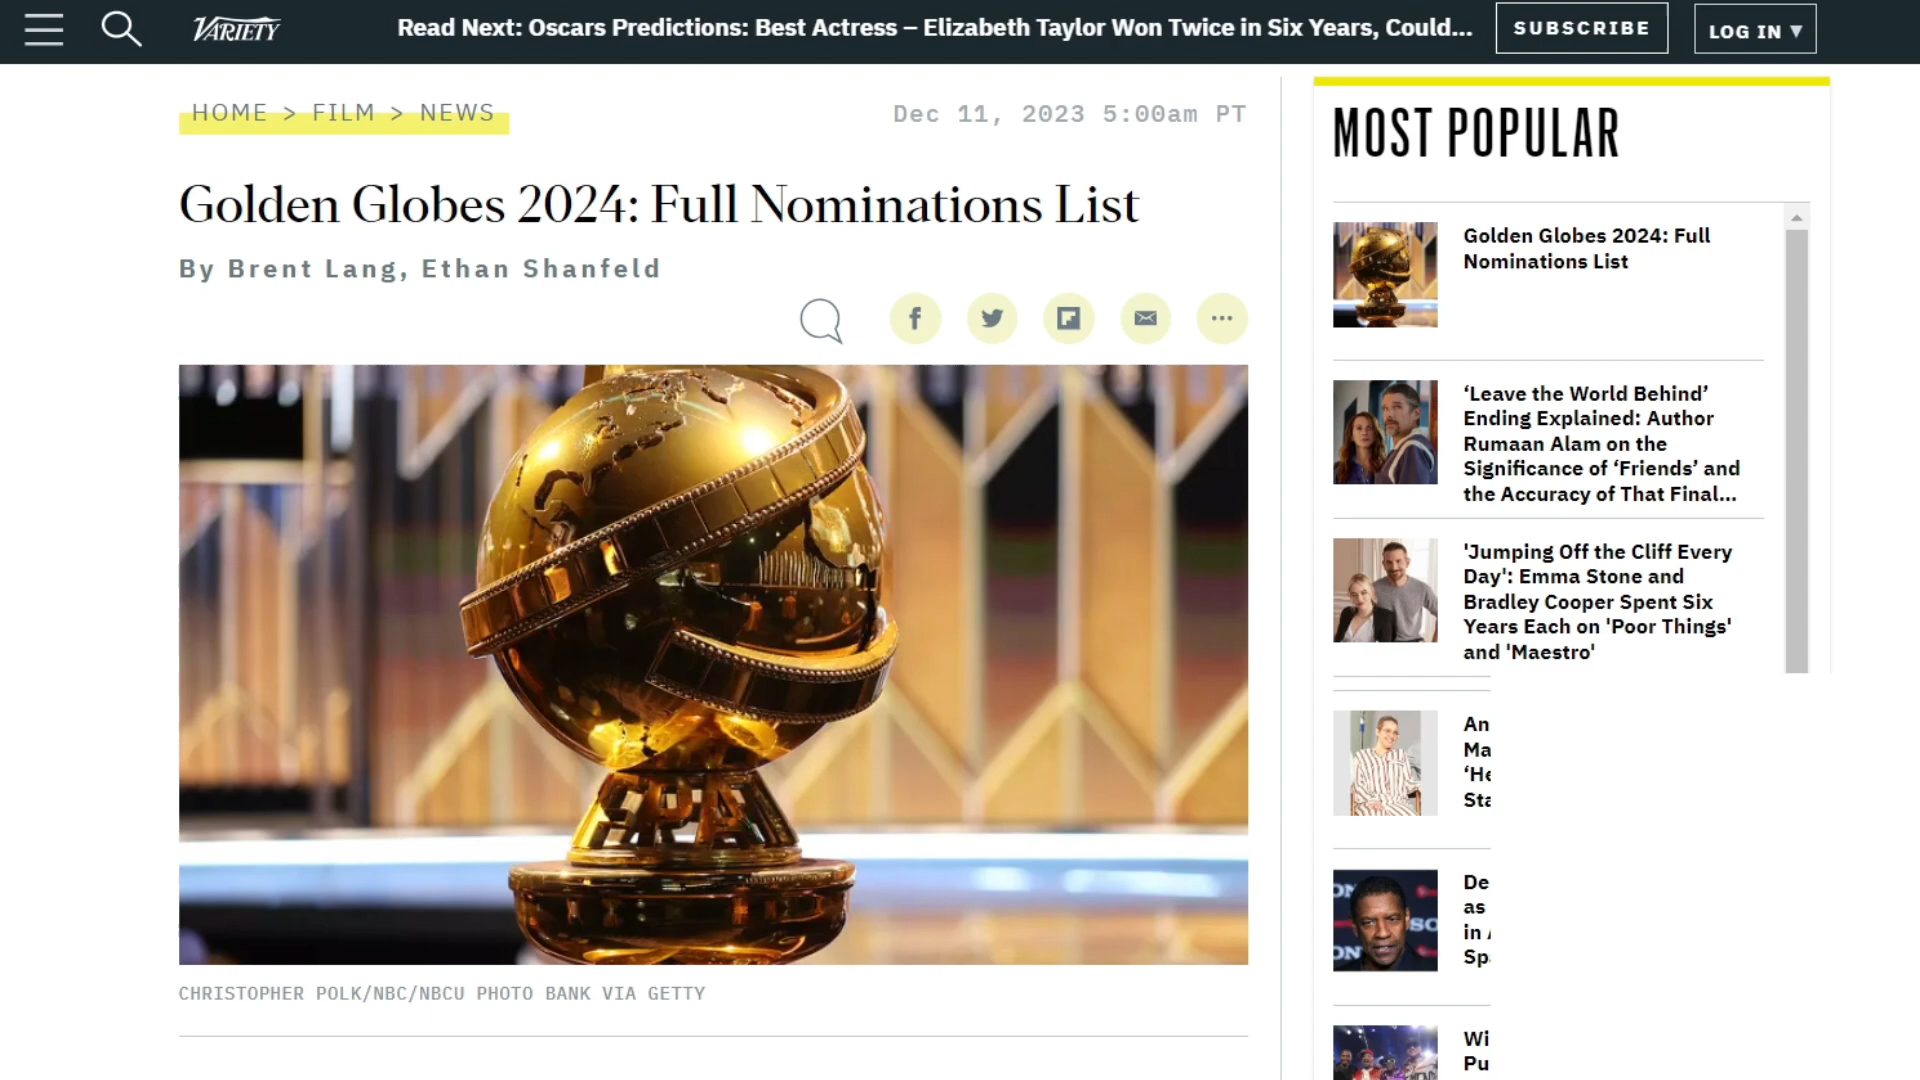 VARIETY
Read Next: Oscars Predictions: Best Actress – Elizabeth Taylor Won Twice in Six Years, Could...
SUBSCRIBE
LOG IN ▼
HOME > FILM > NEWS
Dec 11, 2023 5:00am PT
Golden Globes 2024: Full Nominations List
By Brent Lang, Ethan Shanfeld
CHRISTOPHER POLK/NBC/NBCU PHOTO BANK VIA GETTY
MOST POPULAR
Golden Globes 2024: Full
Nominations List
‘Leave the World Behind’
Ending Explained: Author
Rumaan Alam on the
Significance of ‘Friends’ and
the Accuracy of That Final...
'Jumping Off the Cliff Every
Day': Emma Stone and
Bradley Cooper Spent Six
Years Each on 'Poor Things'
and 'Maestro'
An
Ma
‘He
Sta
De
as
in
Sp
Wi
Pu